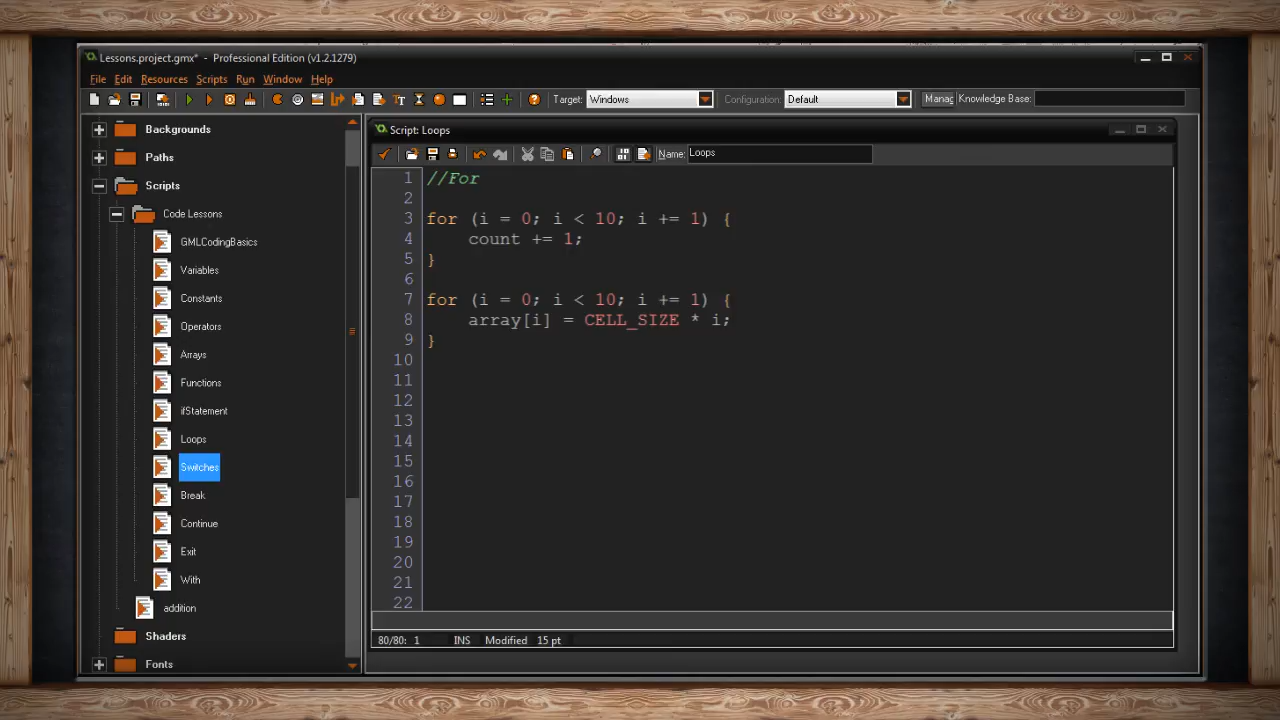 Lessons.project.gmx* - Professional Edition (v1.2.1279)
File Edit Resources Scripts Run Window Help
Target: Windows Configuration: Default Manag Knowledge Base:
Backgrounds
Paths
Scripts
Code Lessons
GMLCodingBasics
Variables
Constants
Operators
Arrays
Functions
ifStatement
Loops
Switches
Break
Continue
Exit
With
addition
Shaders
Fonts
Script: Loops
Name: Loops
1 //For
2
3 for (i = 0; i < 10; i += 1) {
4 count += 1;
5 }
6
7 for (i = 0; i < 10; i += 1) {
8 array[i] = CELL_SIZE * i;
9 }
10
11
12
13
14
15
16
17
18
19
20
21
22
80/80: 1 INS Modified 15 pt